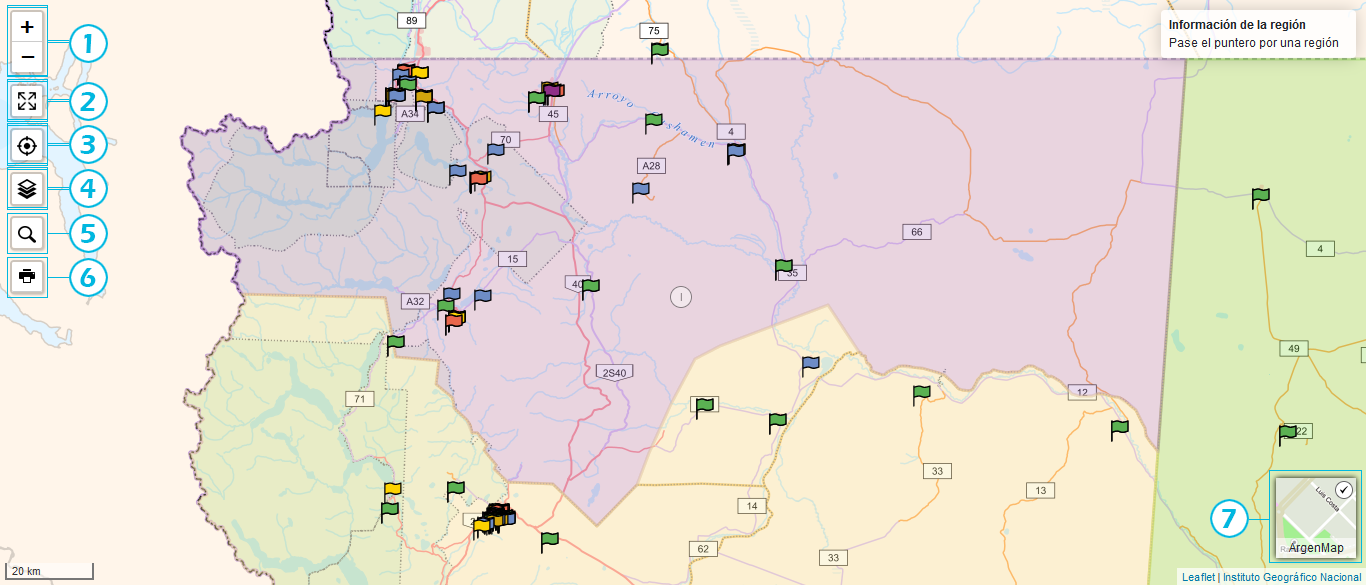 +
−
1
2
3
4
5
6
7
89
75
Información de la región
Pase el puntero por una región
A34
45
Arroyo
shamen
4
70
A28
66
4
15
35
40
A32
I
49
2S40
71
12
22
33
13
14
62
33
Luis Costa
ArgenMap
20 km
Leaflet | Instituto Geográfico Nacional